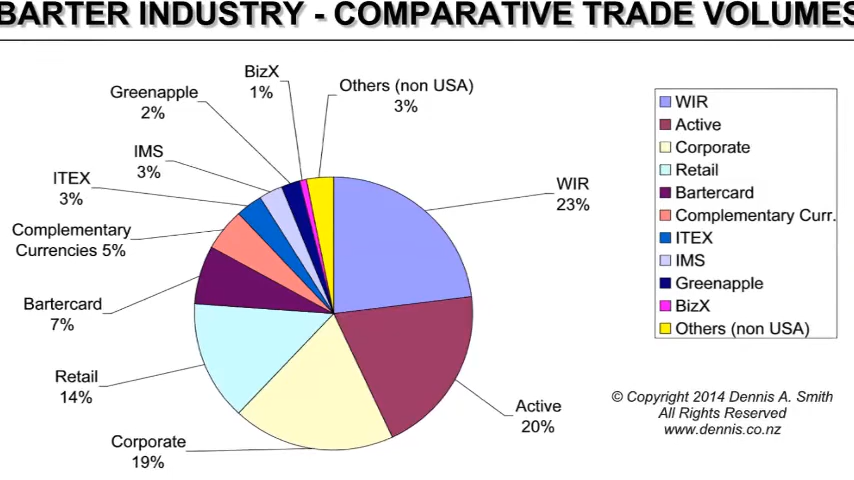 BARTER INDUSTRY - COMPARATIVE TRADE VOLUMES
BizX
1%
Others (non USA)
3%
Greenapple
2%
IMS
3%
ITEX
3%
Complementary
Currencies 5%
Bartercard
7%
Retail
14%
Corporate
19%
WIR
23%
Active
20%
WIR
Active
Corporate
Retail
Bartercard
Complementary Curr.
ITEX
IMS
Greenapple
BizX
Others (non USA)
© Copyright 2014 Dennis A. Smith
All Rights Reserved
www.dennis.co.nz